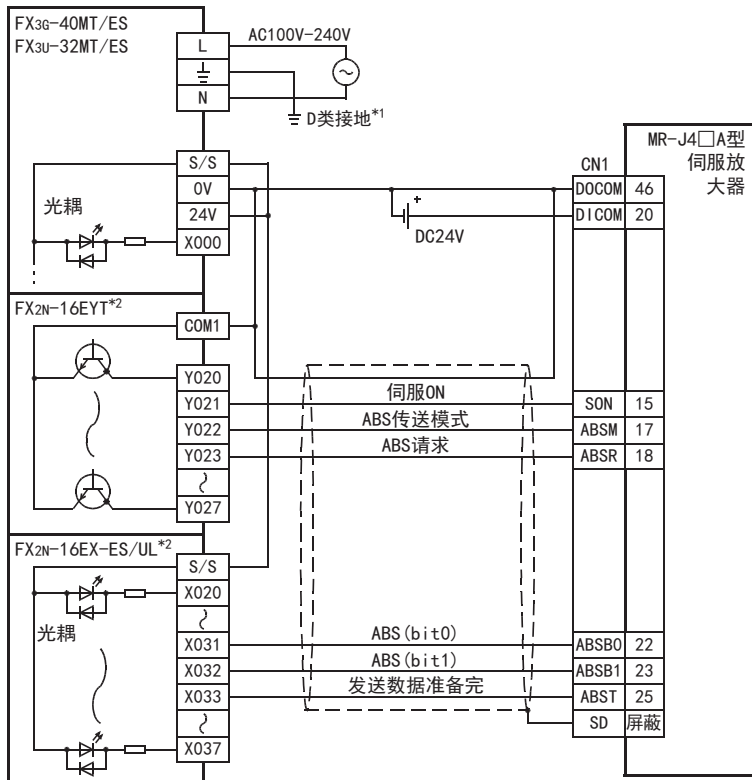 FX3G-40MT/ES
FX3U-32MT/ES
L
AC100V-240V
N
D类接地*1
MR-J4□A型
伺服放
大器
CN1
S/S
0V
24V
X000
光耦
DC24V
DOCOM 46
DICOM 20
FX2N-16EYT*2
COM1
Y020
Y021 伺服ON SON 15
Y022 ABS传送模式 ABSM 17
Y023 ABS请求 ABSR 18
Y027
FX2N-16EX-ES/UL*2
S/S
X020
光耦
X031 ABS(bit0) ABSB0 22
X032 ABS(bit1) ABSB1 23
X033 发送数据准备完 ABST 25
SD 屏蔽
X037